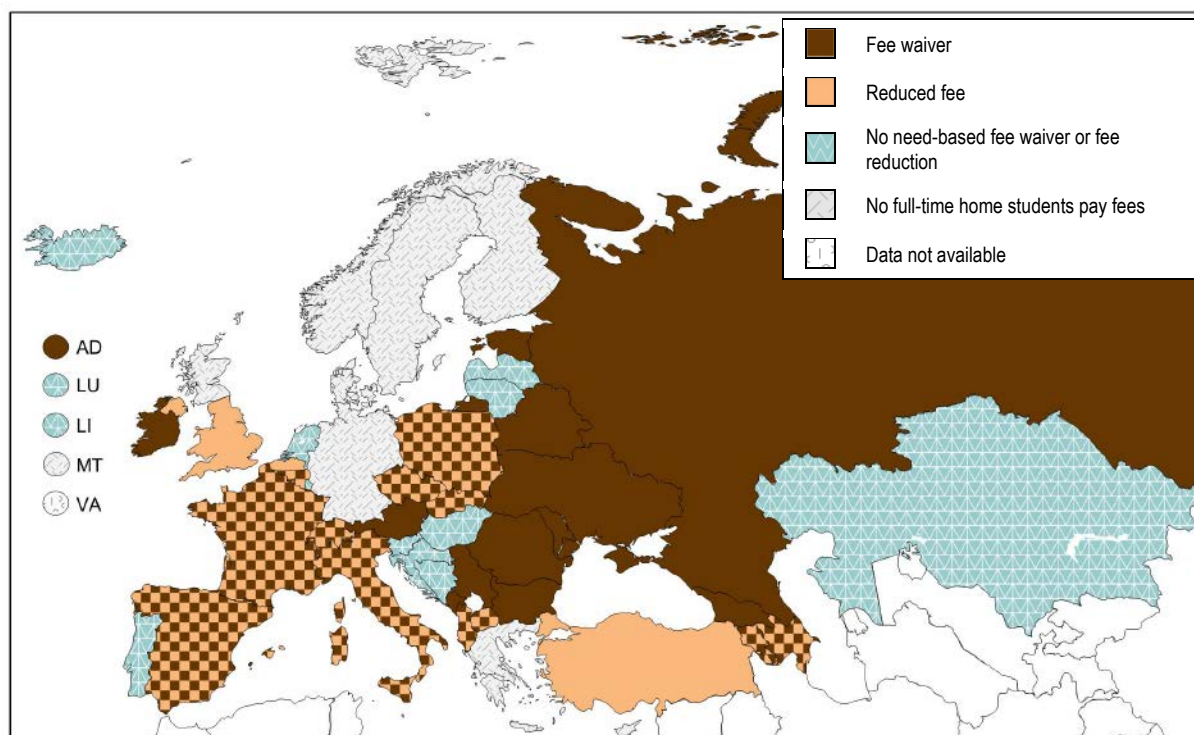 Fee waiver
Reduced fee
No need-based fee waiver or fee
reduction
No full-time home students pay fees
Data not available
AD
LU
LI
MT
VA